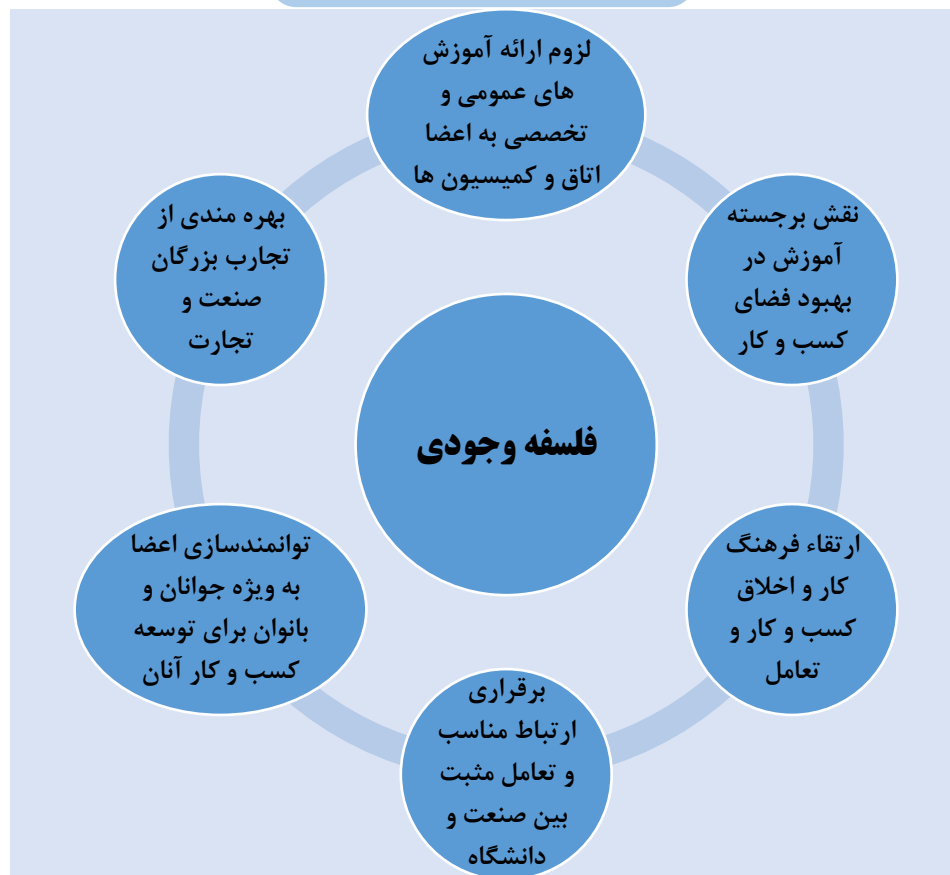 لزوم ارائه آموزش
های عمومی و
تخصصی به اعضا
اتاق و کمیسیون ها
نقش برجسته
آموزش در
بهبود فضای
کسب و کار
ارتقاء فرهنگ
کار و اخلاق
کسب و کار و
تعامل
برقراری
ارتباط مناسب
و تعامل مثبت
بین صنعت و
دانشگاه
توانمندسازی اعضا
به ویژه جوانان و
بانوان برای توسعه
کسب و کار آنان
بهره مندی از
تجارب بزرگان
صنعت و
تجارت
فلسفه وجودی